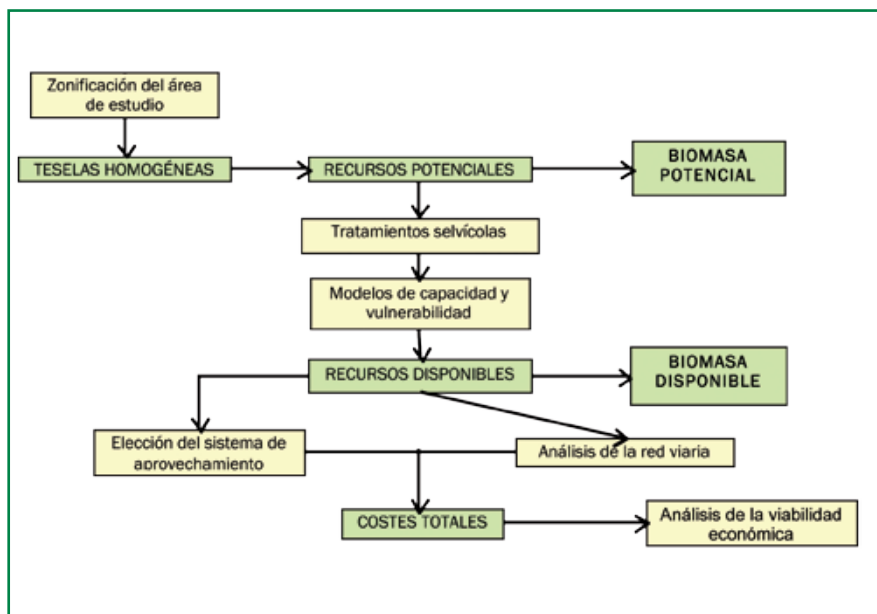 Zonificación del área
de estudio
TESELAS HOMOGÉNEAS
RECURSOS POTENCIALES
BIOMASA
POTENCIAL
Tratamientos selvícolas
Modelos de capacidad y
vulnerabilidad
RECURSOS DISPONIBLES
BIOMASA
DISPONIBLE
Elección del sistema de
aprovechamiento
Análisis de la red viaria
COSTES TOTALES
Análisis de la viabilidad
económica